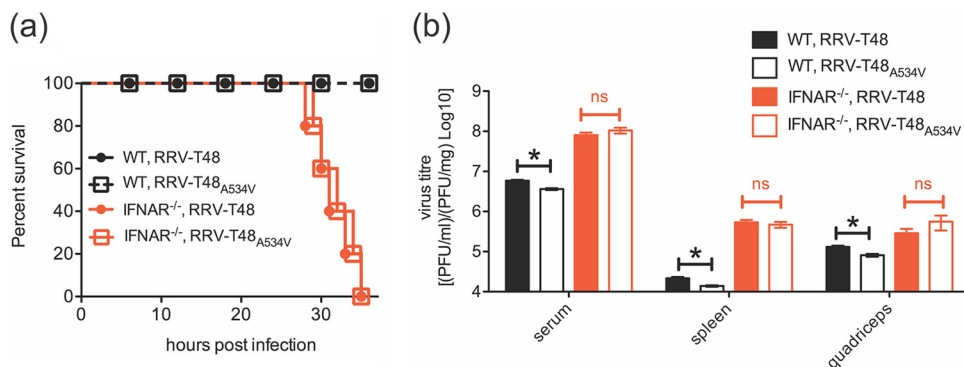 (a)
Percent survival
100
80
60
40
20
0
0
10
20
30
hours post infection
WT, RRV-T48
WT, RRV-T48A534V
IFNAR-/-, RRV-T48
IFNAR-/-, RRV-T48A534V
(b)
WT, RRV-T48
WT, RRV-T48A534V
IFNAR-/-, RRV-T48
IFNAR-/-, RRV-T48A534V
virus titre
[(PFU/ml)/(PFU/mg) Log10]
9
8
7
6
5
4
*
ns
*
ns
*
ns
serum
spleen
quadriceps